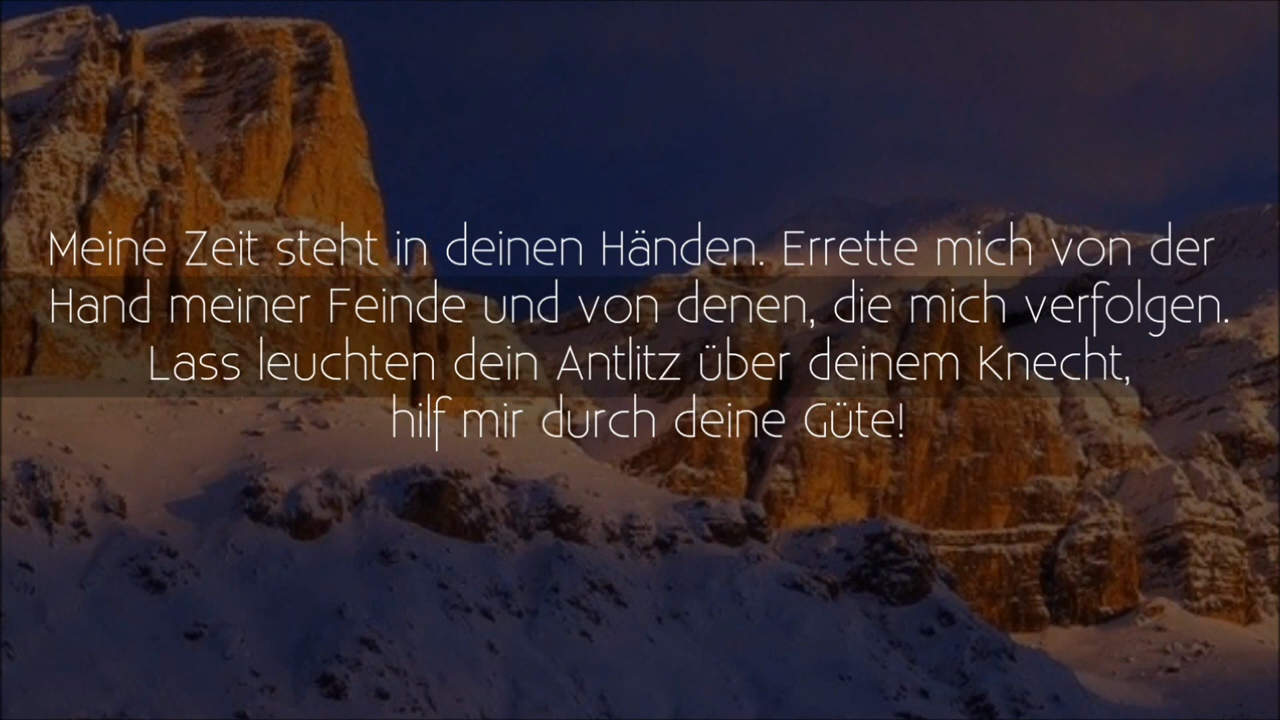 Meine Zeit steht in deinen Händen. Errette mich von der
Hand meiner Feinde und von denen, die mich verfolgen.
Lass leuchten dein Antlitz über deinem Knecht,
hilf mir durch deine Güte!